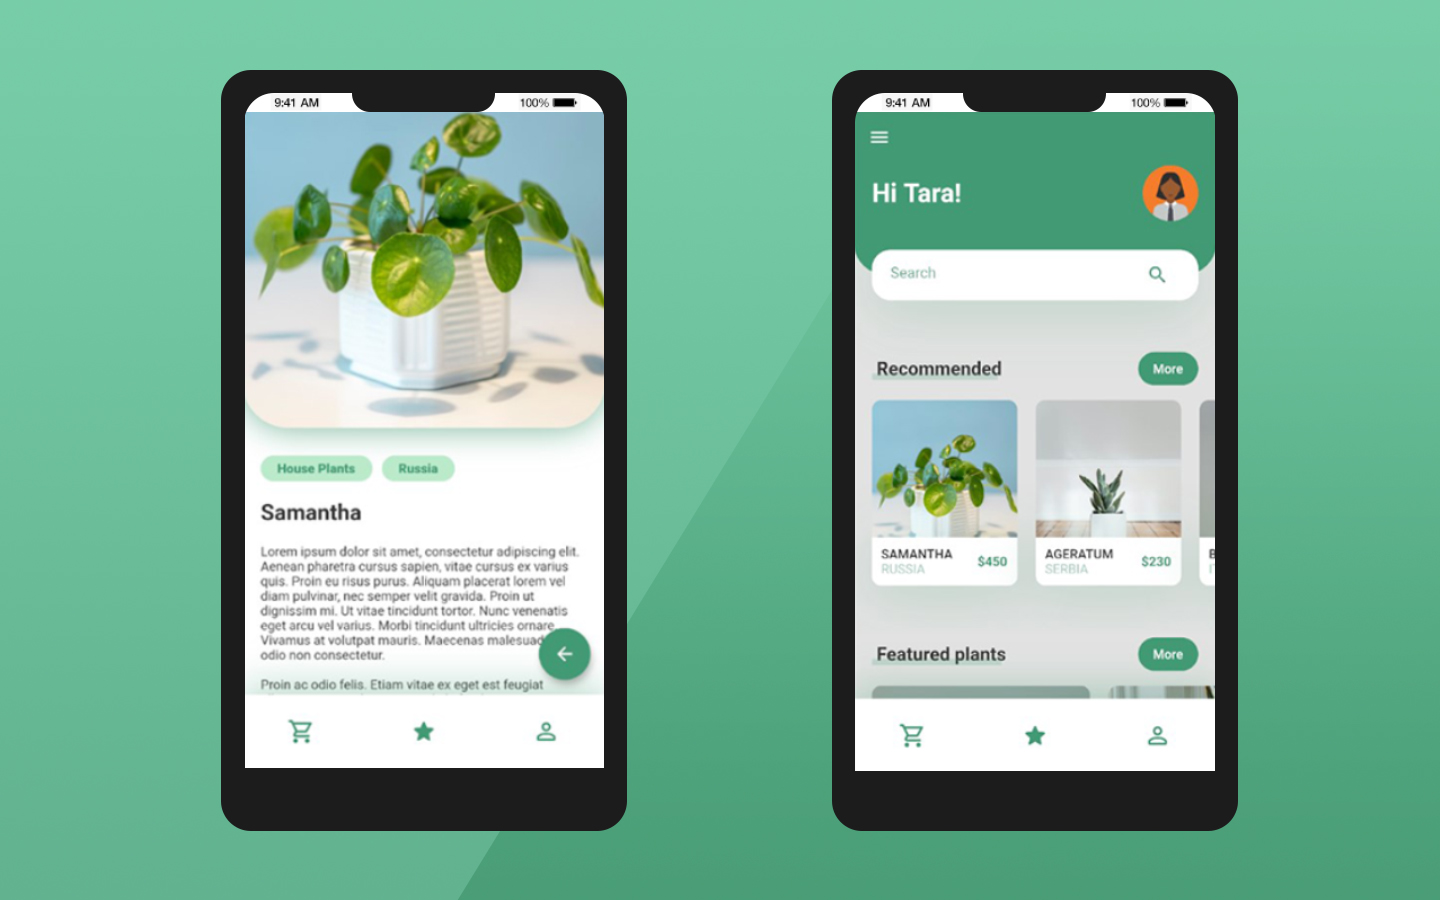 9:41 AM
100%
House Plants
Russia
Samantha
Lorem ipsum dolor sit amet, consectetur adipiscing elit.
Aenean pharetra cursus sapien, vitae cursus ex varius
quis. Proin eu risus purus. Aliquam placerat lorem vel
diam pulvinar, nec semper velit gravida. Proin ut
dignissim mi. Ut vitae tincidunt tortor. Nunc venenatis
eget arcu vel varius. Morbi tincidunt ultricies ornare.
Vivamus at volutpat mauris. Maecenas malesuad
odio non consectetur.
Proin ac odio felis. Etiam vitae ex eget est feugiat
9:41 AM
100%
Hi Tara!
Search
Recommended
More
SAMANTHA
RUSSIA
$450
AGERATUM
SERBIA
$230
Featured plants
More